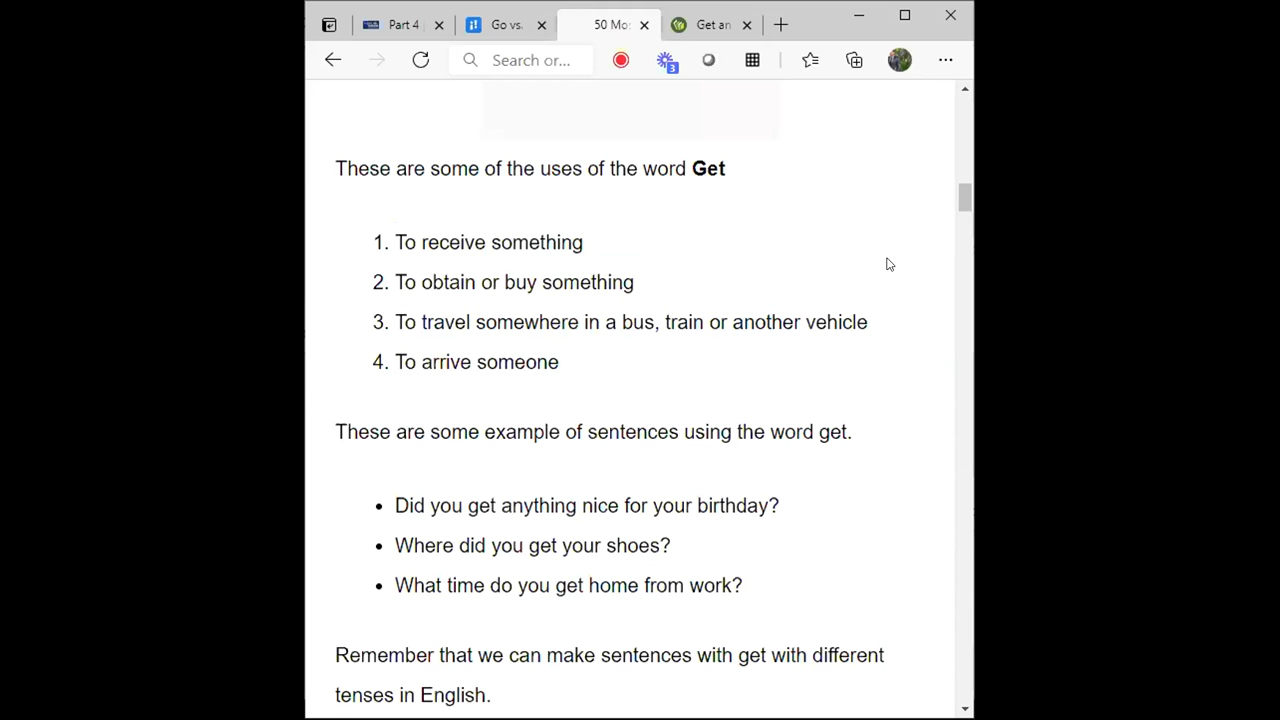 Part 4
Go vs.
50 Mo
Get an
Search or...
3
These are some of the uses of the word Get
1. To receive something
2. To obtain or buy something
3. To travel somewhere in a bus, train or another vehicle
4. To arrive someone
These are some example of sentences using the word get.
• Did you get anything nice for your birthday?
• Where did you get your shoes?
• What time do you get home from work?
Remember that we can make sentences with get with different
tenses in English.